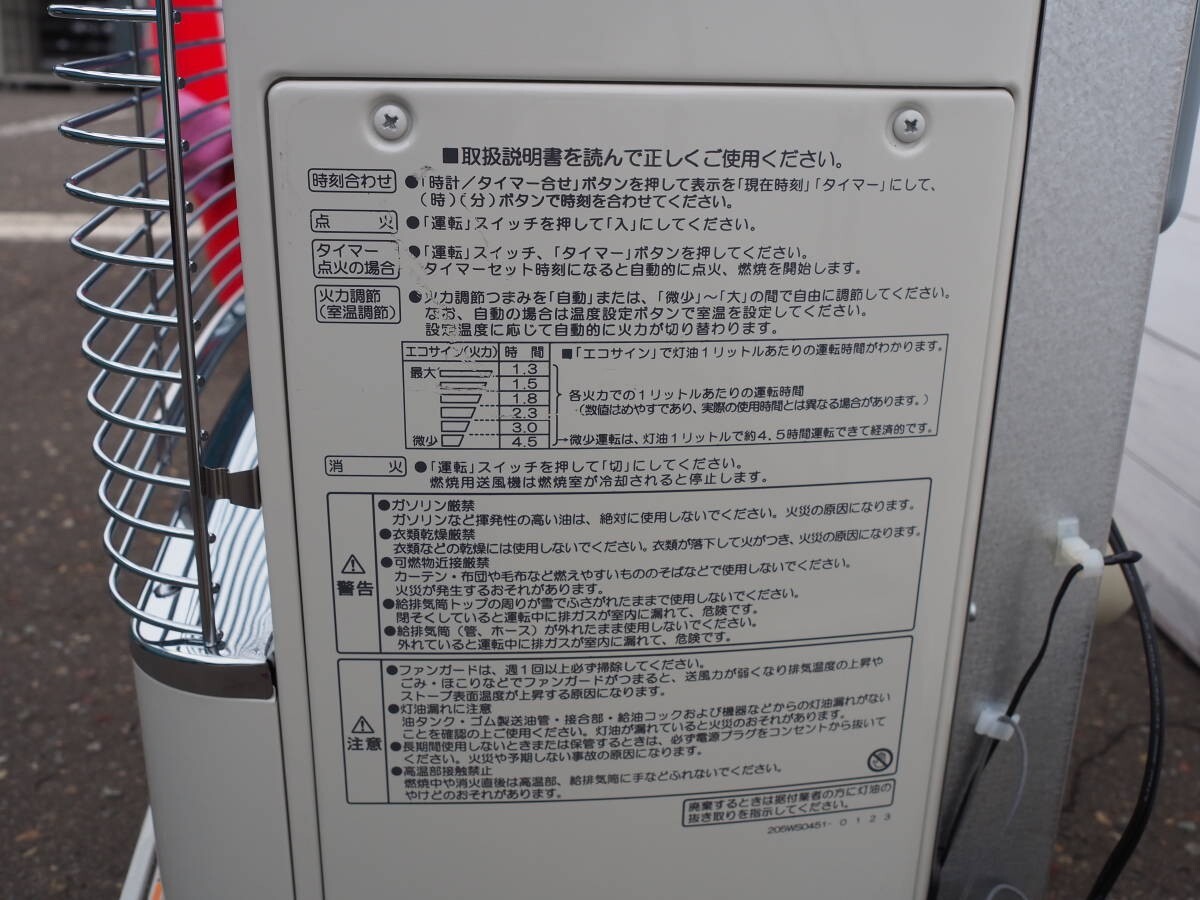 ■取扱説明書を読んで正しくご使用ください。
時刻合わせ ●「時計/タイマー合せ」ボタンを押して表示を「現在時刻」「タイマー」にして、
(時)(分)ボタンで時刻を合わせてください。
点 火 ●「運転」スイッチを押して「入」にしてください。
タイマー点火の場合 ●「運転」スイッチ、「タイマー」ボタンを押してください。
タイマーセット時刻になると自動的に点火、燃焼を開始します。
火力調節(室温調節) ●火力調節つまみを「自動」または、「微少」~「大」の間で自由に調節してください。
なお、自動の場合は温度設定ボタンで室温を設定してください。
設定温度に応じて自動的に火力が切り替わります。
エコサイン(火力) 時 間 ■「エコサイン」で灯油1リットルあたりの運転時間がわかります。
最大 1.3
1.5
1.8 各火力での1リットルあたりの運転時間
2.3 (数値はめやすであり、実際の使用時間とは異なる場合があります。)
3.0
微少 4.5 →微少運転は、灯油1リットルで約4.5時間運転できて経済的です。
消 火 ●「運転」スイッチを押して「切」にしてください。
燃焼用送風機は燃焼室が冷却されると停止します。
⚠警告
●ガソリン厳禁
ガソリンなど揮発性の高い油は、絶対に使用しないでください。火災の原因になります。
●衣類乾燥厳禁
衣類などの乾燥には使用しないでください。衣類が落下して火がつき、火災の原因になります。
●可燃物近接厳禁
カーテン・布団や毛布など燃えやすいもののそばなどで使用しないでください。
火災が発生するおそれがあります。
●給排気筒トップの周りが雪でふさがれたままで使用しないでください。
閉そくしていると運転中に排ガスが室内に漏れて、危険です。
●給排気筒(管、ホース)が外れたまま使用しないでください。
外れていると運転中に排ガスが室内に漏れて、危険です。
⚠注意
●ファンガードは、週1回以上必ず掃除してください。
ごみ・ほこりなどでファンガードがつまると、送風力が弱くなり排気温度の上昇や
ストーブ表面温度が上昇する原因になります。
●灯油漏れに注意
油タンク・ゴム製送油管・接合部・給油コックおよび機器などからの灯油漏れがない
ことを確認の上ご使用ください。灯油が漏れていると火災のおそれがあります。
●長期間使用しないときまたは保管するときは、必ず電源プラグをコンセントから抜いて
ください。火災や予期しない事故の原因になります。
●高温部接触禁止
燃焼中や消火直後は高温部、給排気筒に手などふれないでください。
やけどのおそれがあります。
廃棄するときは据付業者の方に灯油の
抜き取りを指示してください。
205WS0451- 0 1 2 3